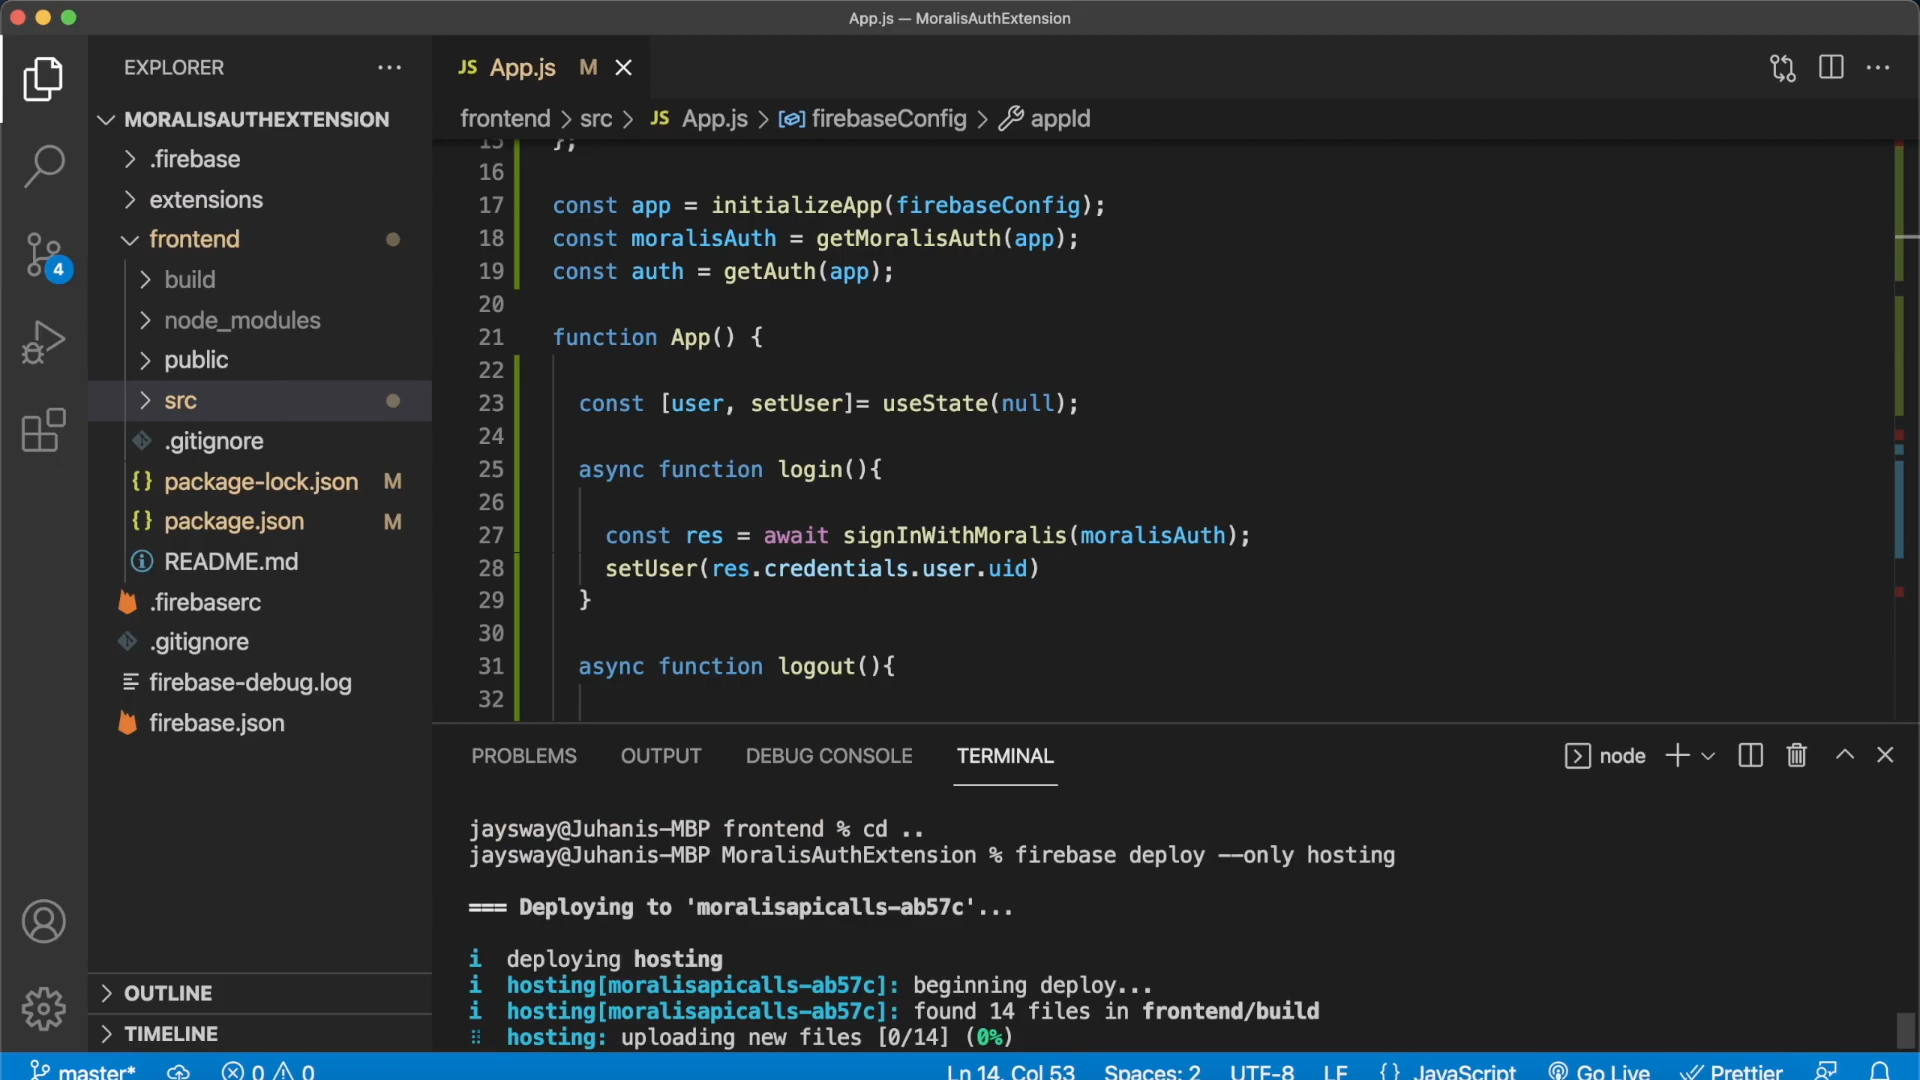 App.js — MoralisAuthExtension
EXPLORER
JS App.js M
MORALISAUTHEXTENSION
frontend > src > JS App.js > firebaseConfig > appId
.firebase
extensions
frontend
build
node_modules
public
src
.gitignore
{} package-lock.json M
{} package.json M
README.md
.firebaserc
.gitignore
firebase-debug.log
firebase.json
OUTLINE
TIMELINE
4
15 };
16
17 const app = initializeApp(firebaseConfig);
18 const moralisAuth = getMoralisAuth(app);
19 const auth = getAuth(app);
20
21 function App() {
22
23 const [user, setUser]= useState(null);
24
25 async function login(){
26
27 const res = await signInWithMoralis(moralisAuth);
28 setUser(res.credentials.user.uid)
29 }
30
31 async function logout(){
32
PROBLEMS OUTPUT DEBUG CONSOLE TERMINAL node
jaysway@Juhanis-MBP frontend % cd ..
jaysway@Juhanis-MBP MoralisAuthExtension % firebase deploy --only hosting
=== Deploying to 'moralisapicalls-ab57c'...
i deploying hosting
i hosting[moralisapicalls-ab57c]: beginning deploy...
i hosting[moralisapicalls-ab57c]: found 14 files in frontend/build
⠿ hosting: uploading new files [0/14] (0%)
master* 0 0 Ln 14, Col 53 Spaces: 2 UTF-8 LF {} JavaScript Go Live Prettier